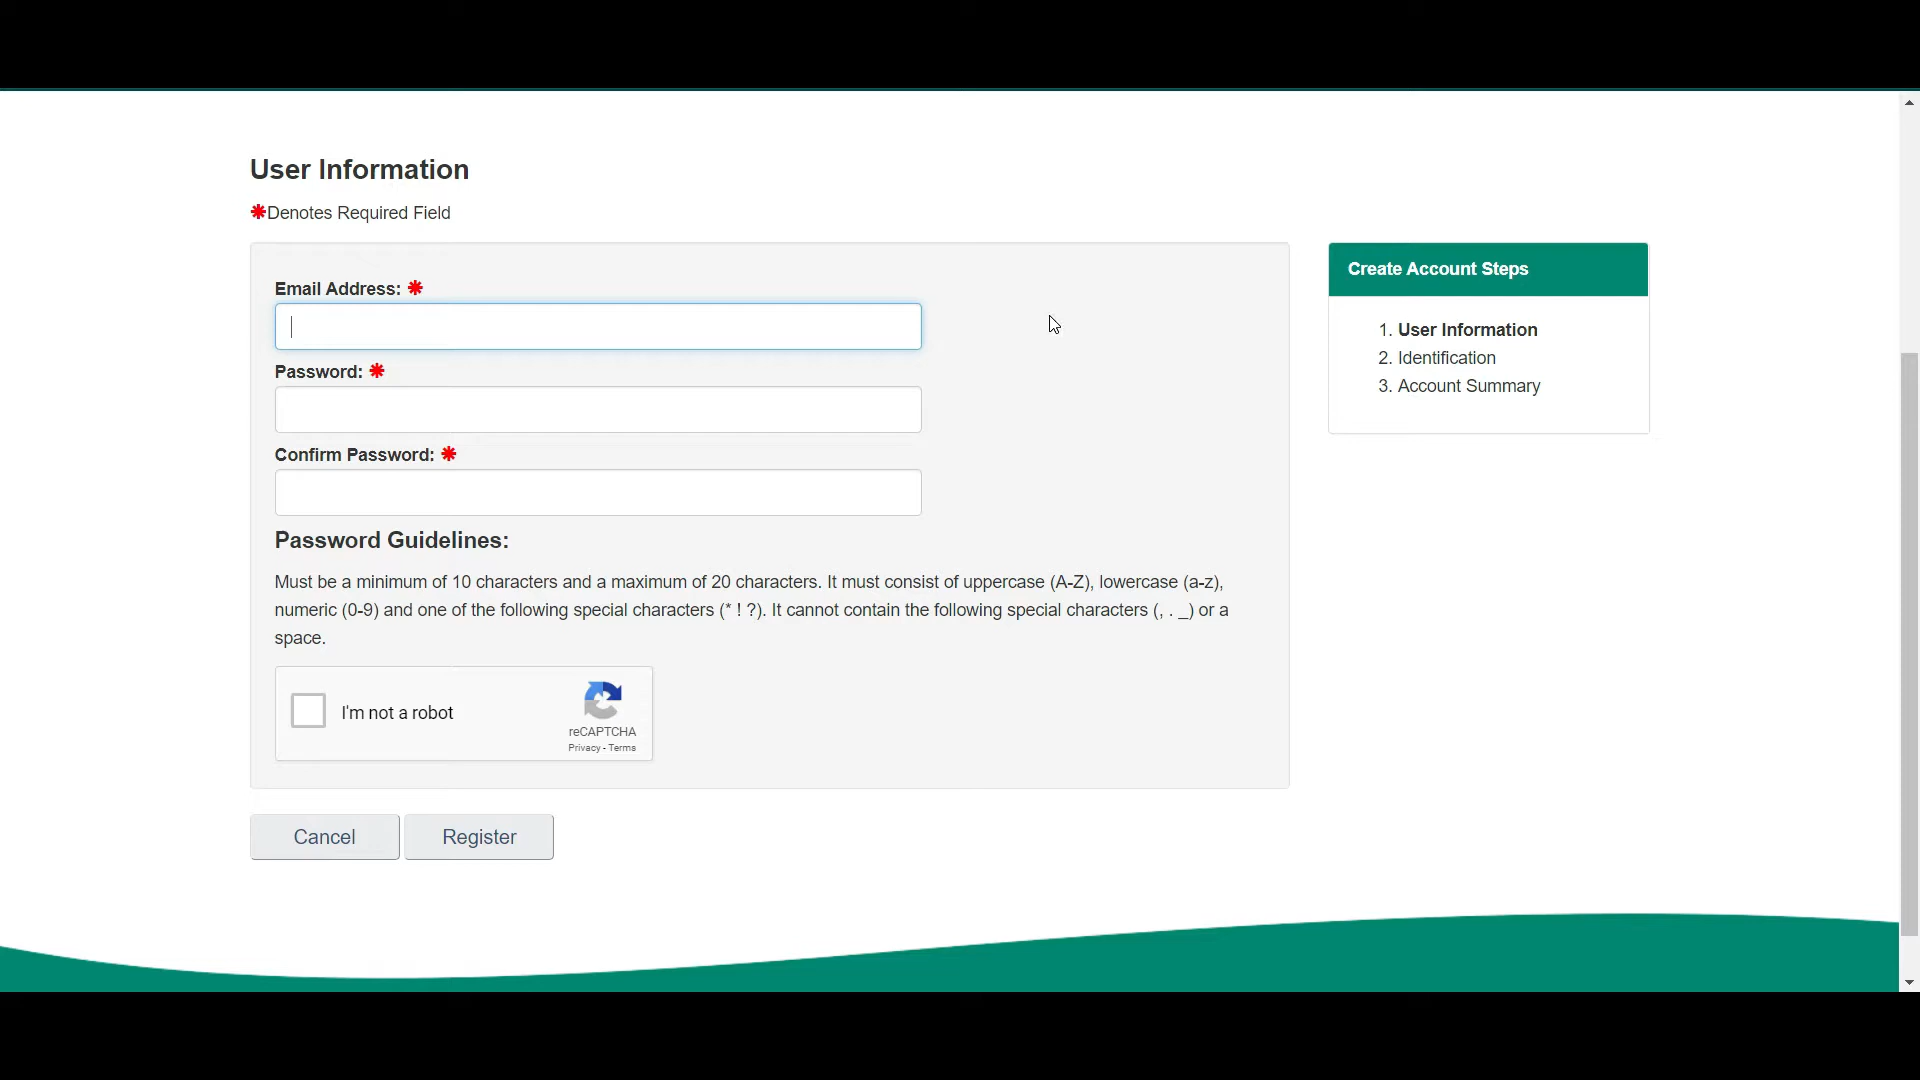 User Information
*Denotes Required Field
Email Address: *
Password: *
Confirm Password: *
Password Guidelines:
Must be a minimum of 10 characters and a maximum of 20 characters. It must consist of uppercase (A-Z), lowercase (a-z),
numeric (0-9) and one of the following special characters (* ! ?). It cannot contain the following special characters (, . _) or a
space.
I'm not a robot
reCAPTCHA
Privacy - Terms
Cancel
Register
Create Account Steps
1. User Information
2. Identification
3. Account Summary